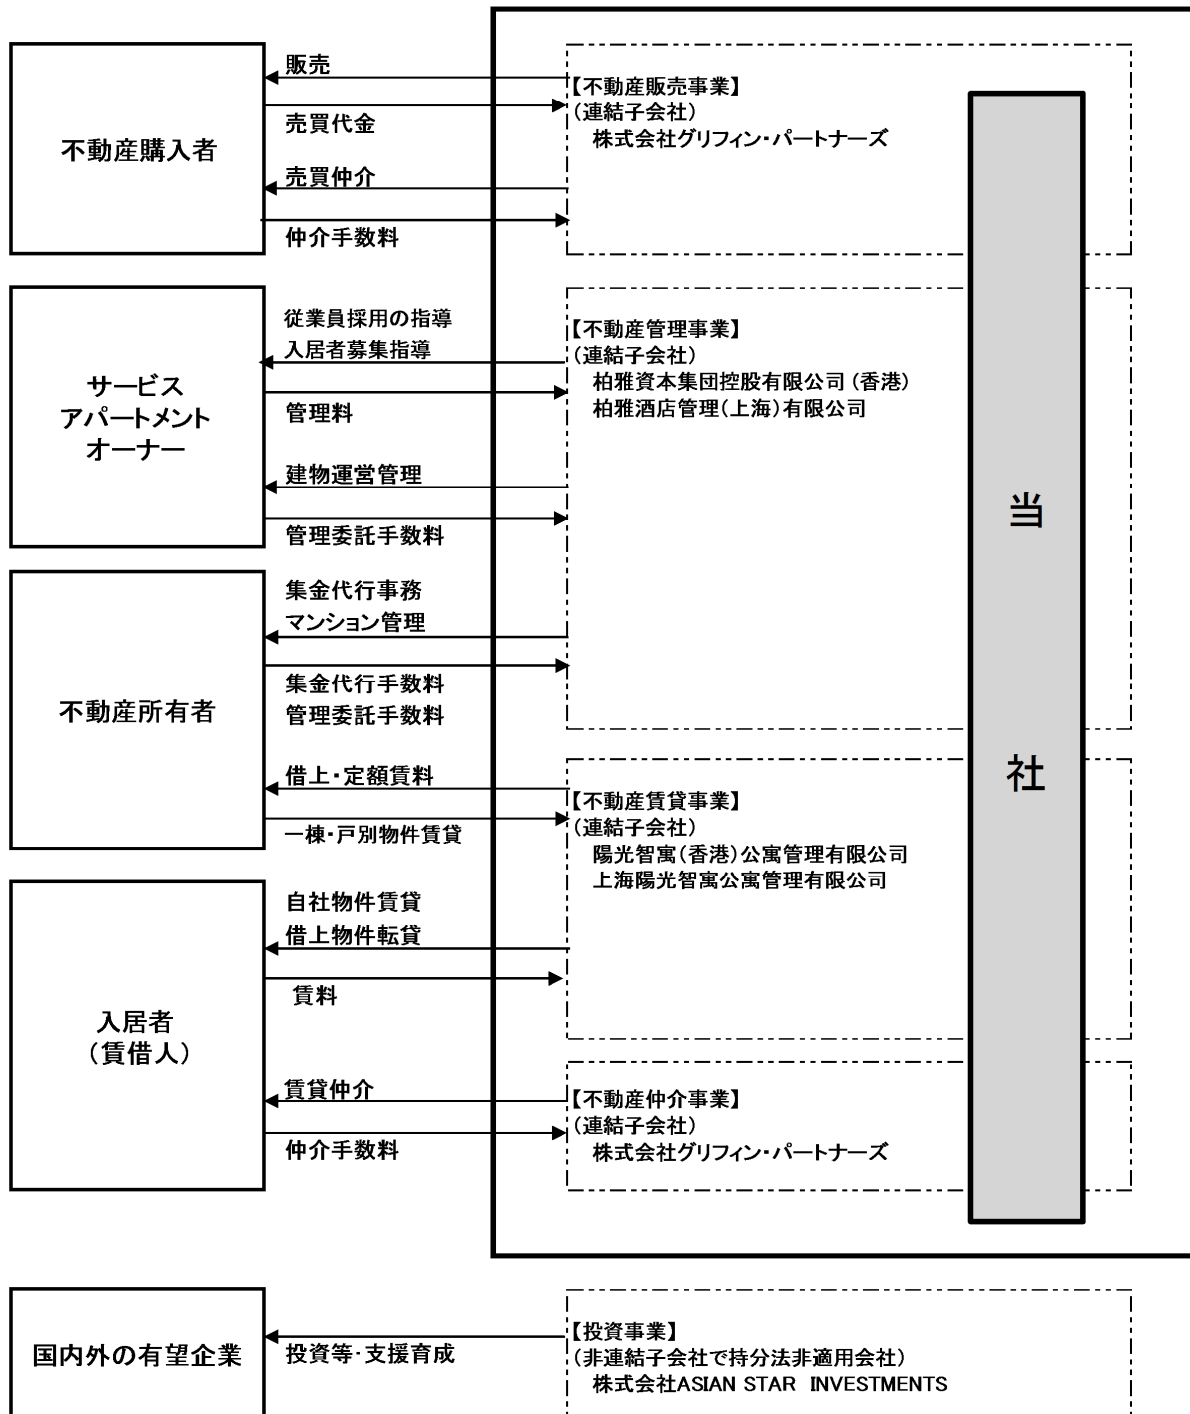 不動産購入者
販売
売買代金
売買仲介
仲介手数料
【不動産販売事業】
(連結子会社)
株式会社グリフィン・パートナーズ
サービス
アパートメント
オーナー
従業員採用の指導
入居者募集指導
管理料
建物運営管理
管理委託手数料
【不動産管理事業】
(連結子会社)
柏雅資本集団控股有限公司(香港)
柏雅酒店管理(上海)有限公司
不動産所有者
集金代行事務
マンション管理
集金代行手数料
管理委託手数料
借上・定額賃料
一棟・戸別物件賃貸
【不動産賃貸事業】
(連結子会社)
陽光智寓(香港)公寓管理有限公司
上海陽光智寓公寓管理有限公司
入居者
(賃借人)
自社物件賃貸
借上物件転貸
賃料
賃貸仲介
仲介手数料
【不動産仲介事業】
(連結子会社)
株式会社グリフィン・パートナーズ
当
社
国内外の有望企業
投資等・支援育成
【投資事業】
(非連結子会社で持分法非適用会社)
株式会社ASIAN STAR INVESTMENTS